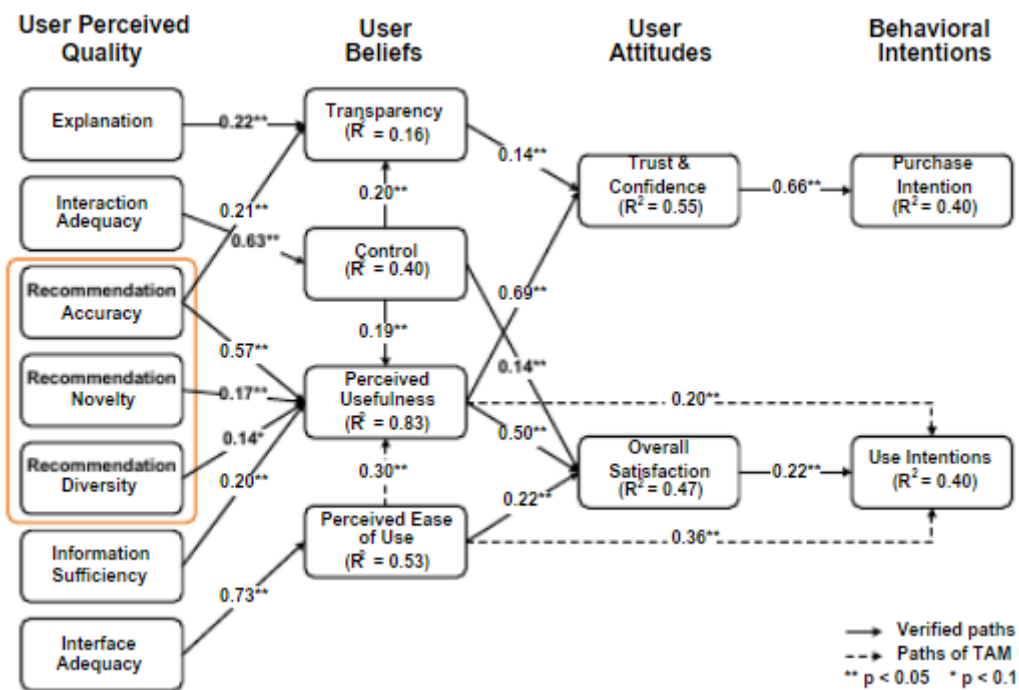 User Perceived
Quality
User
Beliefs
User
Attitudes
Behavioral
Intentions
Explanation
Interaction
Adequacy
Recommendation
Accuracy
Recommendation
Novelty
Recommendation
Diversity
Information
Sufficiency
Interface
Adequacy
0.22**
0.21**
0.63**
0.57**
0.17**
0.14*
0.20**
0.73**
Transparency
(R² = 0.16)
0.20**
Control
(R² = 0.40)
0.19**
Perceived
Usefulness
(R² = 0.83)
0.30**
Perceived Ease
of Use
(R² = 0.53)
0.14**
0.69**
0.14**
0.50**
0.22**
Trust &
Confidence
(R² = 0.55)
Overall
Satisfaction
(R² = 0.47)
0.66**
0.20**
0.22**
0.36**
Purchase
Intention
(R² = 0.40)
Use Intentions
(R² = 0.40)
Verified paths
Paths of TAM
** p < 0.05 * p < 0.1